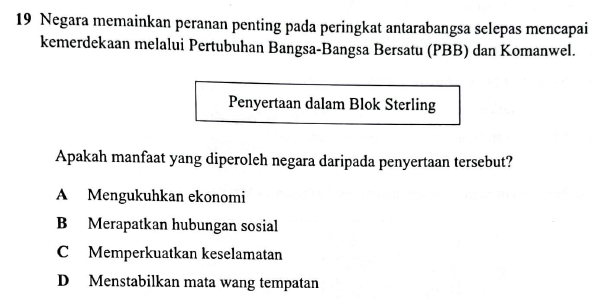 19 Negara memainkan peranan penting pada peringkat antarabangsa selepas mencapai
kemerdekaan melalui Pertubuhan Bangsa-Bangsa Bersatu (PBB) dan Komanwel.
Penyertaan dalam Blok Sterling
Apakah manfaat yang diperoleh negara daripada penyertaan tersebut?
A Mengukuhkan ekonomi
B Merapatkan hubungan sosial
C Memperkuatkan keselamatan
D Menstabilkan mata wang tempatan